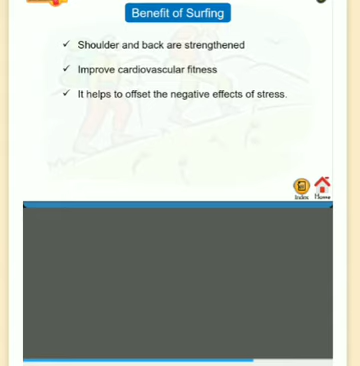 Benefit of Surfing
✓ Shoulder and back are strengthened
✓ Improve cardiovascular fitness
✓ It helps to offset the negative effects of stress.
Index Home